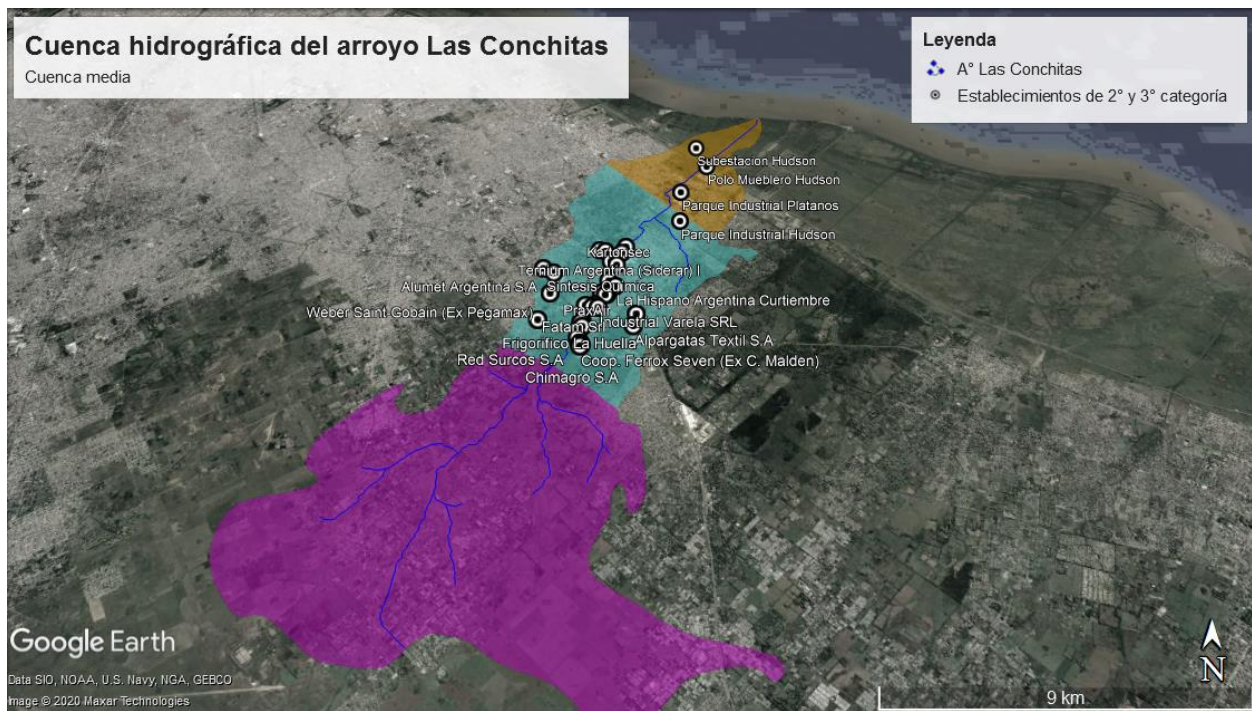 Cuenca hidrográfica del arroyo Las Conchitas
Cuenca media
Leyenda
A° Las Conchitas
Establecimientos de 2° y 3° categoría
Subestacion Hudson
Polo Mueblero Hudson
Parque Industrial Platanos
Parque Industrial Hudson
Kartonsec
Ternium Argentina (Siderar) I
Alumet Argentina S.A
Sintesis Quimica
La Hispano Argentina Curtiembre
Weber Saint-Gobain (Ex Pegamax)
PraxAir
Industrial Varela SRL
Fatam Srl
Frigorifico La Huella
Alpargatas Textil S.A
Red Surcos S.A
Coop. Ferrox Seven (Ex C. Malden)
Chimagro S.A
Google Earth
Data SIO, NOAA, U.S. Navy, NGA, GEBCO
Image © 2020 Maxar Technologies
N
9 km